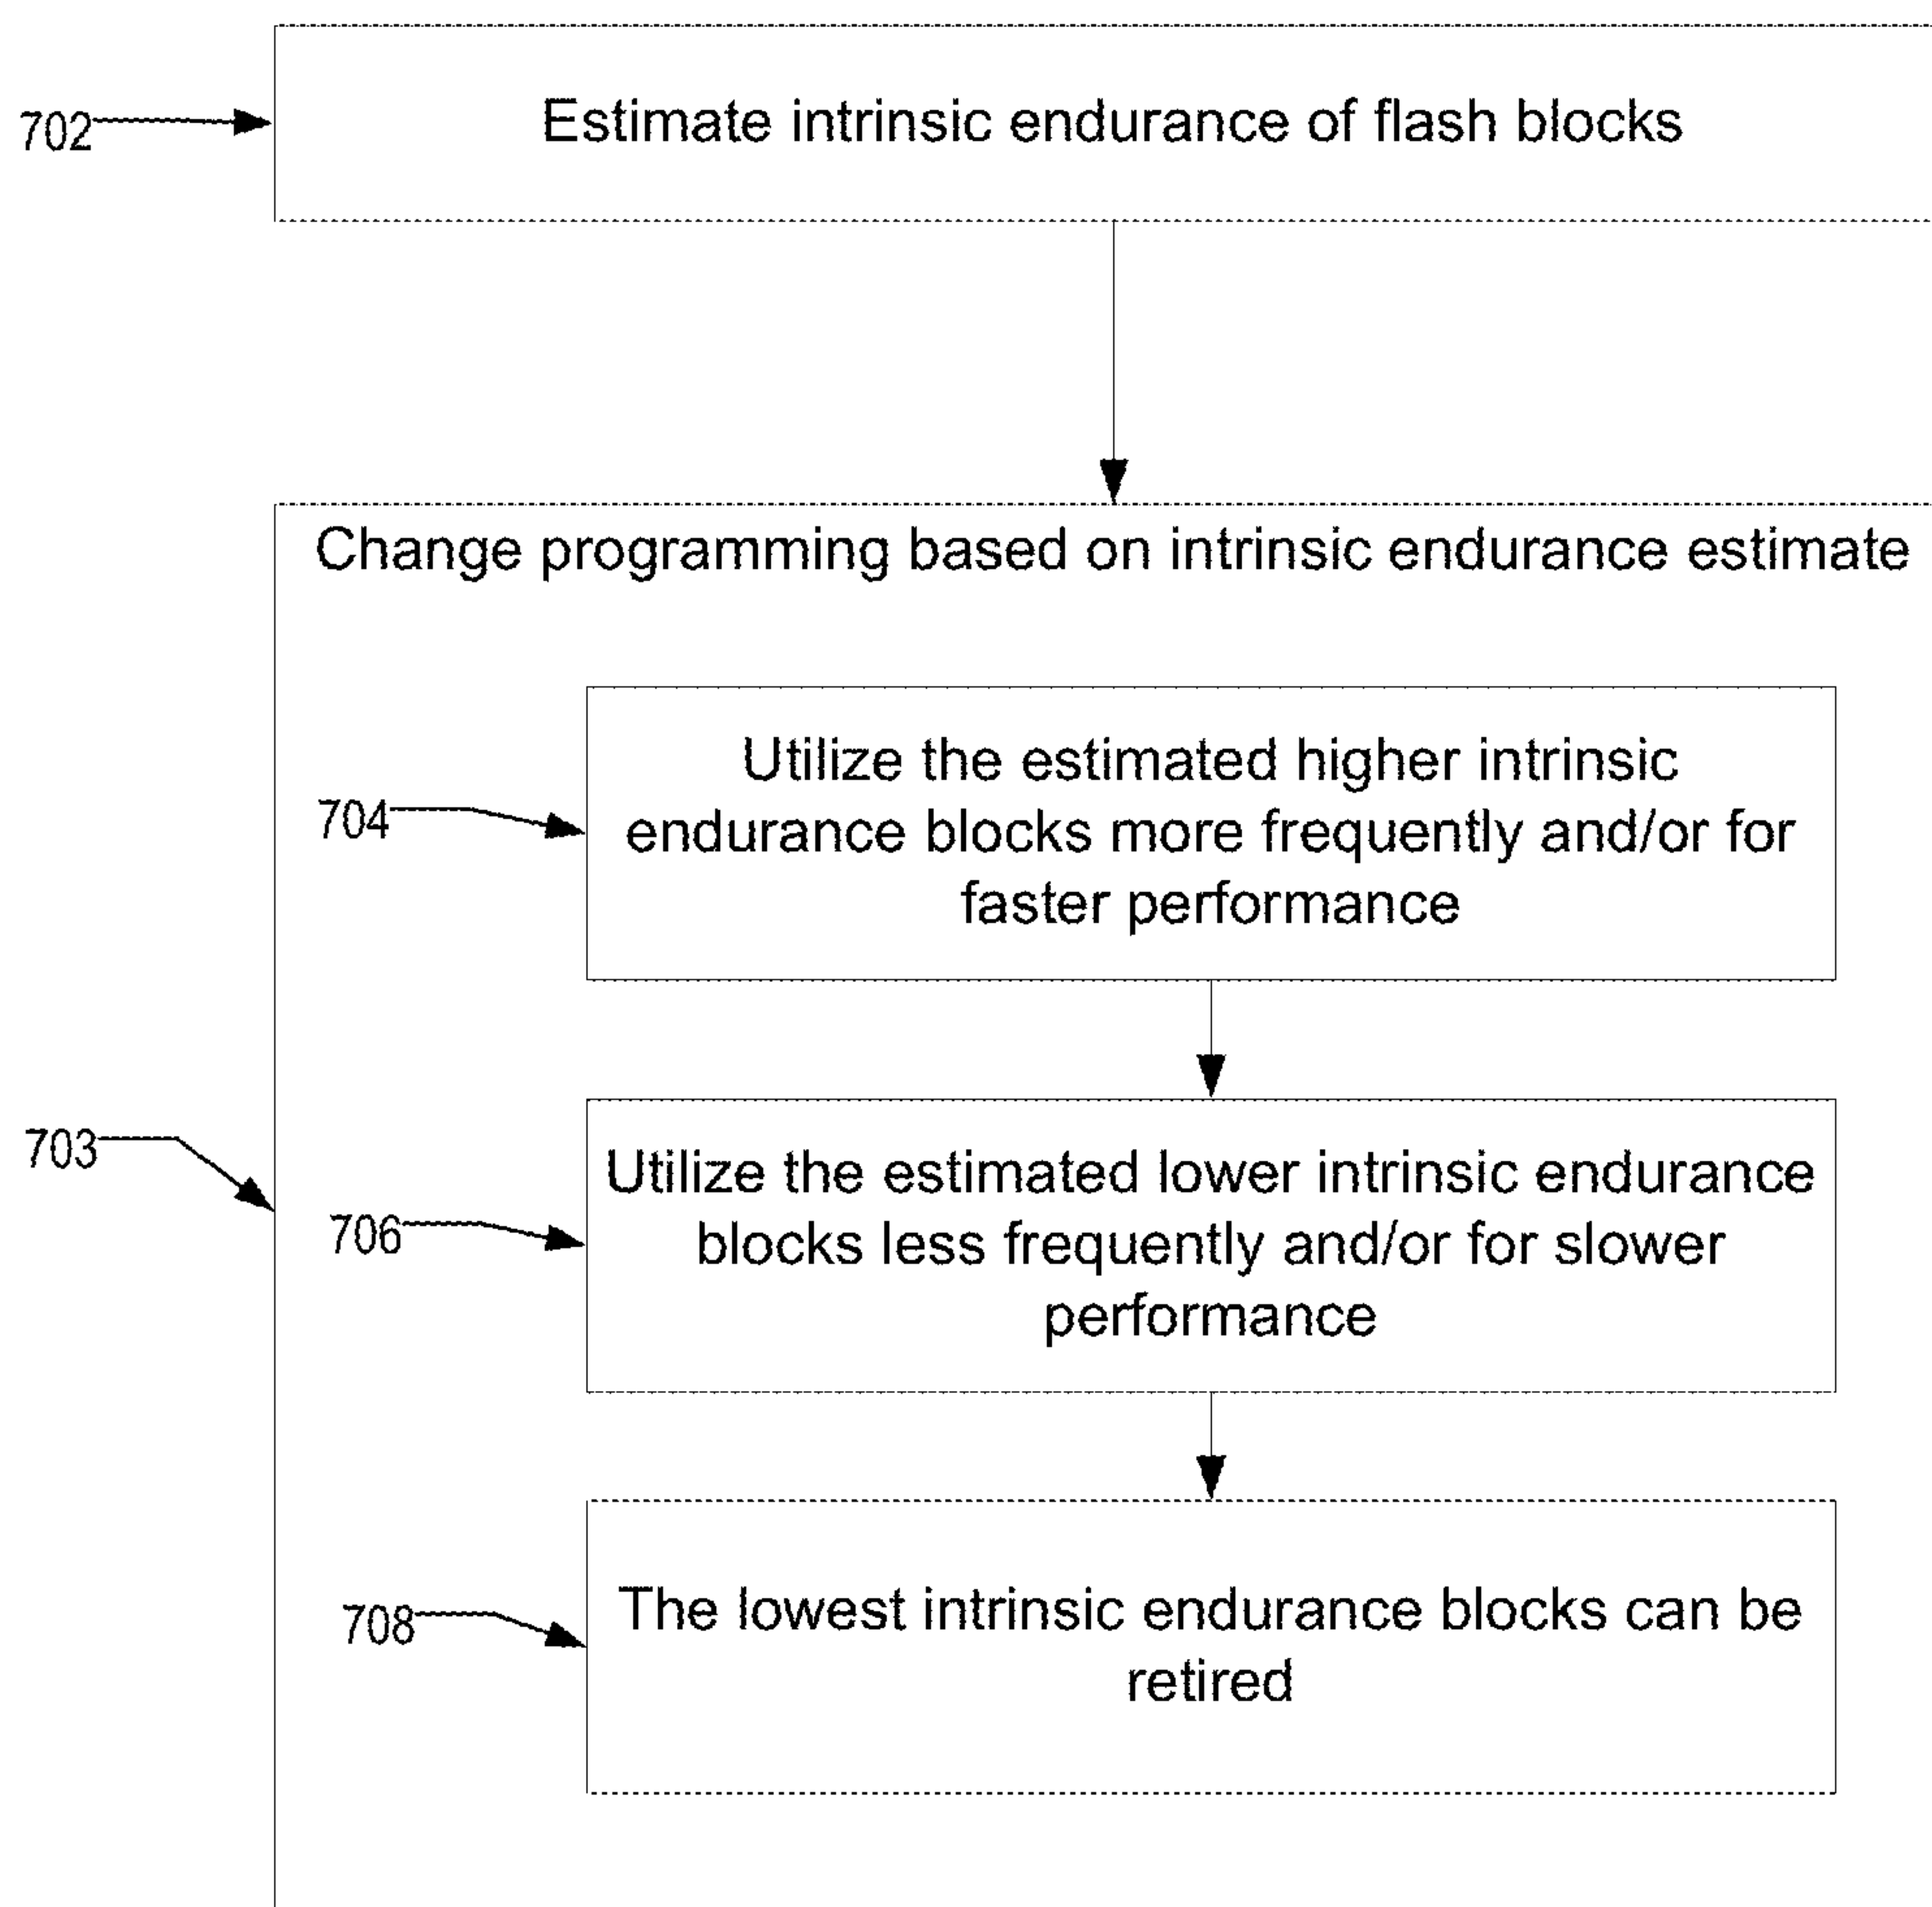 702
Estimate intrinsic endurance of flash blocks
Change programming based on intrinsic endurance estimate
704
Utilize the estimated higher intrinsic
endurance blocks more frequently and/or for
faster performance
703
706
Utilize the estimated lower intrinsic endurance
blocks less frequently and/or for slower
performance
708
The lowest intrinsic endurance blocks can be
retired